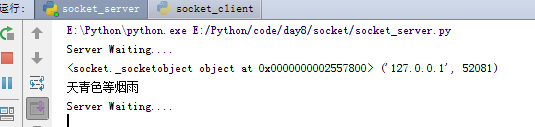 运行: socket_server socket_client
E:\Python\python.exe E:/Python/code/day8/socket/socket_server.py
Server Waiting....
<socket._socketobject object at 0x0000000002557800> ('127.0.0.1', 52081)
天青色等烟雨
Server Waiting....